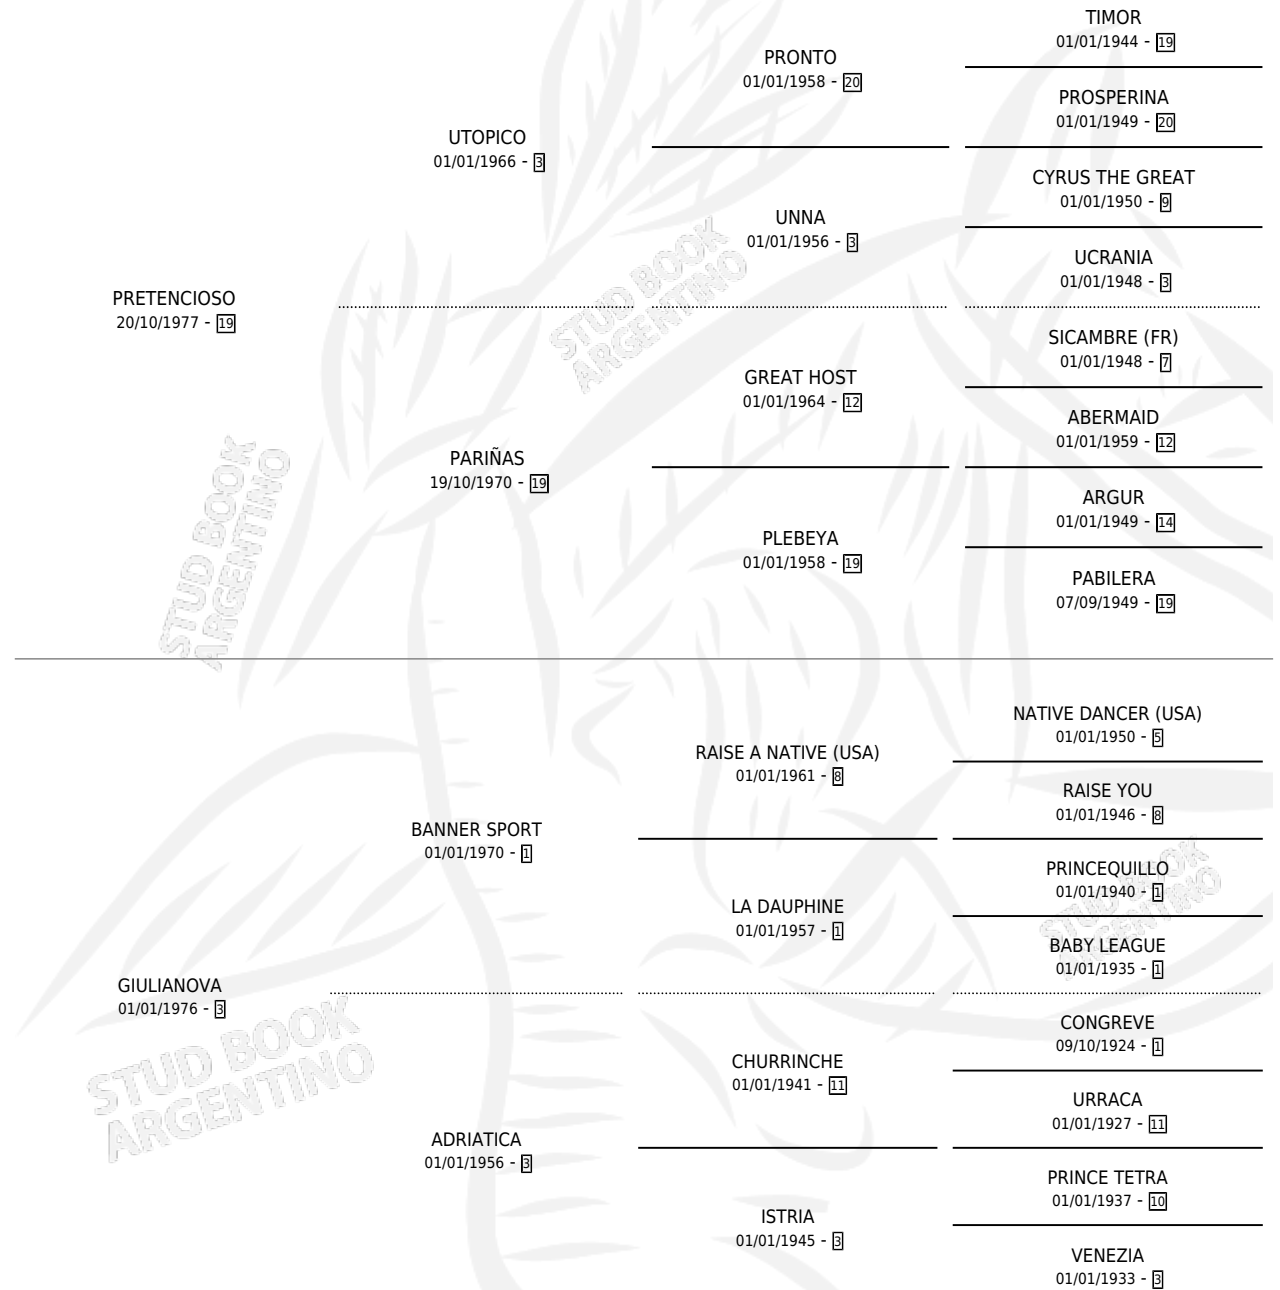 TIMOR
01/01/1944 - 19
PRONTO
01/01/1958 - 20
PROSPERINA
01/01/1949 - 20
UTOPICO
01/01/1966 - 3
CYRUS THE GREAT
01/01/1950 - 9
UNNA
01/01/1956 - 3
UCRANIA
01/01/1948 - 3
PRETENCIOSO
20/10/1977 - 19
SICAMBRE (FR)
01/01/1948 - 7
GREAT HOST
01/01/1964 - 12
ABERMAID
01/01/1959 - 12
PARIÑAS
19/10/1970 - 19
ARGUR
01/01/1949 - 14
PLEBEYA
01/01/1958 - 19
PABILERA
07/09/1949 - 19
STUD BOOK
ARGENTINO
STUD BOOK
ARGENTINO
NATIVE DANCER (USA)
01/01/1950 - 5
RAISE A NATIVE (USA)
01/01/1961 - 8
RAISE YOU
01/01/1946 - 8
BANNER SPORT
01/01/1970 - 1
PRINCEQUILLO
01/01/1940 - 1
LA DAUPHINE
01/01/1957 - 1
BABY LEAGUE
01/01/1935 - 1
GIULIANOVA
01/01/1976 - 3
CONGREVE
09/10/1924 - 1
CHURRINCHE
01/01/1941 - 11
URRACA
01/01/1927 - 11
ADRIATICA
01/01/1956 - 3
PRINCE TETRA
01/01/1937 - 10
ISTRIA
01/01/1945 - 3
VENEZIA
01/01/1933 - 3
STUD BOOK
ARGENTINO
STUD BOOK
ARGENTINO